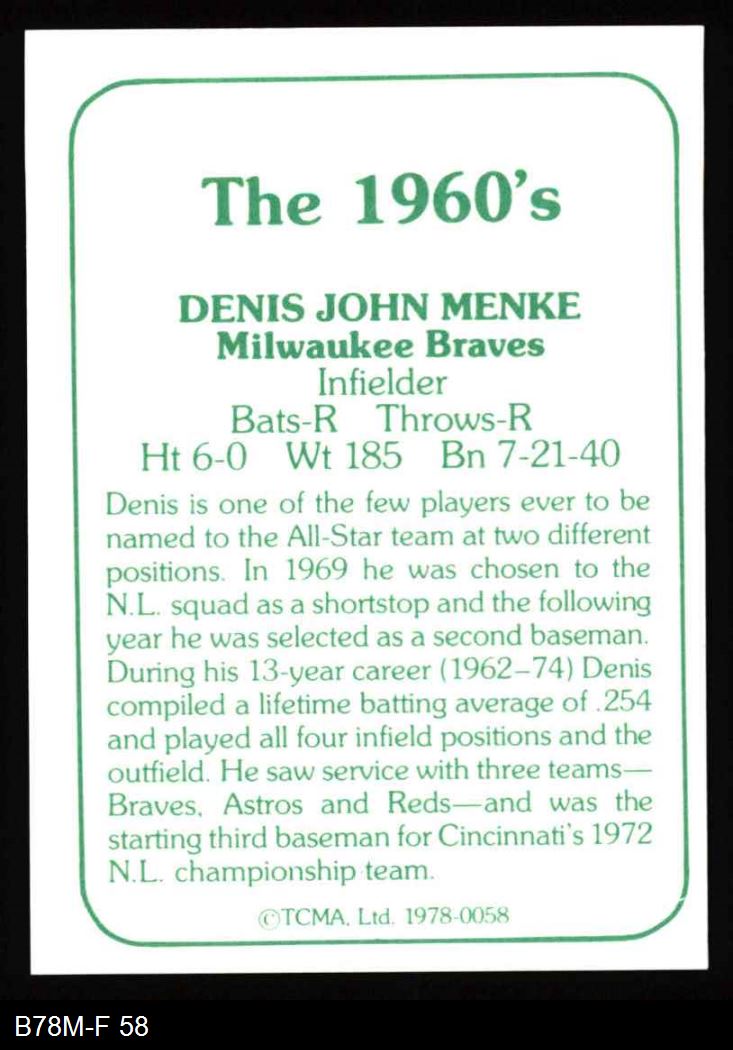 The 1960's
DENIS JOHN MENKE
Milwaukee Braves
Infielder
Bats-R Throws-R
Ht 6-0 Wt 185 Bn 7-21-40
Denis is one of the few players ever to be
named to the All-Star team at two different
positions. In 1969 he was chosen to the
N.L. squad as a shortstop and the following
year he was selected as a second baseman.
During his 13-year career (1962–74) Denis
compiled a lifetime batting average of .254
and played all four infield positions and the
outfield. He saw service with three teams—
Braves, Astros and Reds—and was the
starting third baseman for Cincinnati's 1972
N.L. championship team.
©TCMA, Ltd. 1978-0058
B78M-F 58